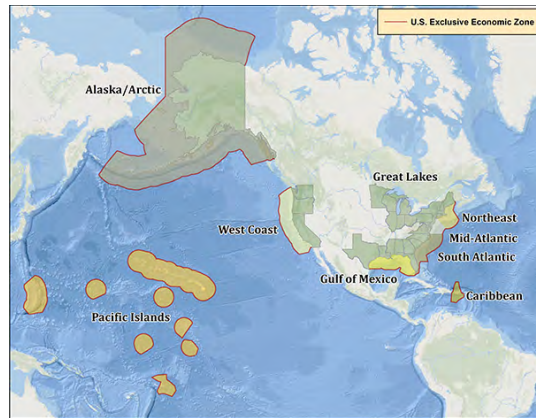 U.S. Exclusive Economic Zone
Alaska/Arctic
Great Lakes
Northeast
West Coast
Mid-Atlantic
South Atlantic
Gulf of Mexico
Caribbean
Pacific Islands